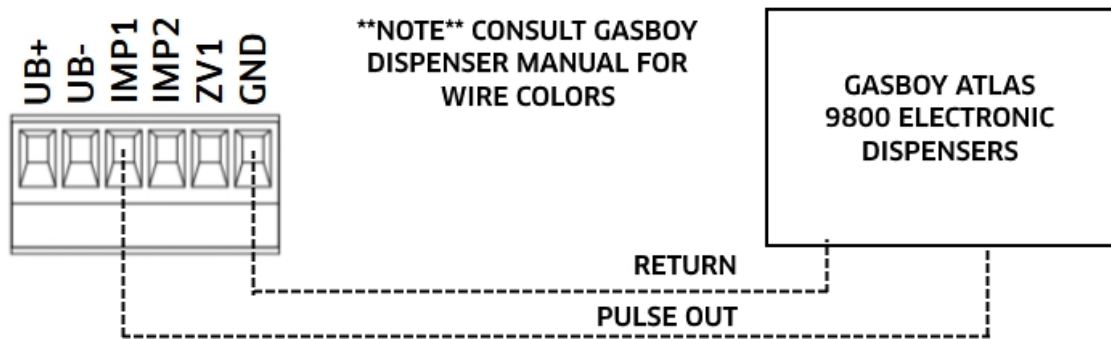 UB+
UB-
IMP1
IMP2
ZV1
GND
**NOTE** CONSULT GASBOY
DISPENSER MANUAL FOR
WIRE COLORS
GASBOY ATLAS
9800 ELECTRONIC
DISPENSERS
RETURN
PULSE OUT